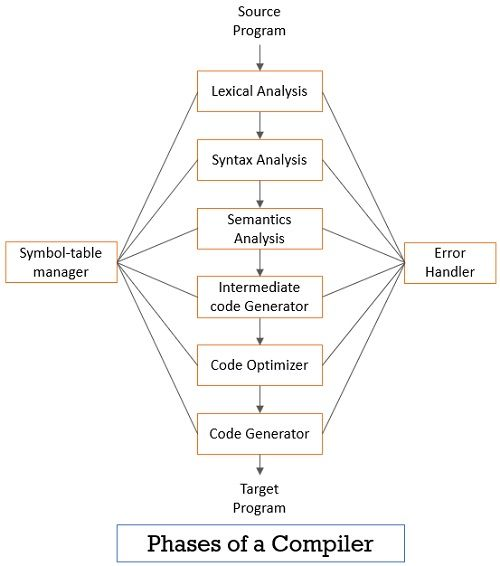 Source
Program
Lexical Analysis
Syntax Analysis
Semantics
Analysis
Symbol-table
manager
Error
Handler
Intermediate
code Generator
Code Optimizer
Code Generator
Target
Program
Phases of a Compiler